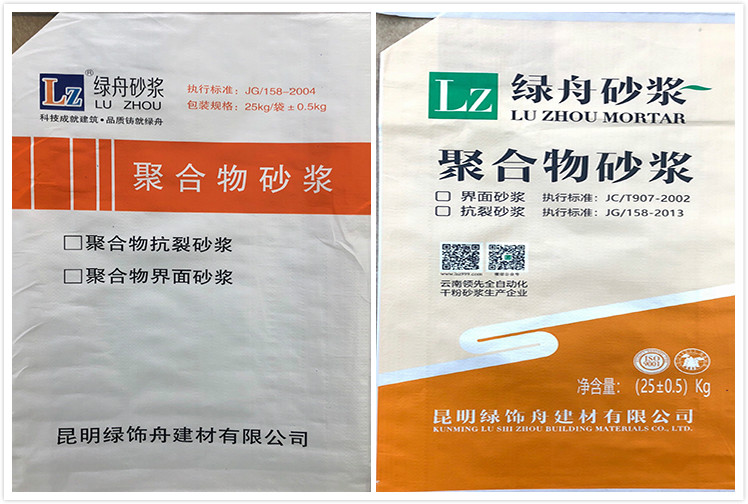 Lz
®
绿舟砂浆
LU ZHOU
科技成就建筑·品质铸就绿舟
执行标准：JG/158-2004
包装规格：25kg/袋±0.5kg
聚合物砂浆
□聚合物抗裂砂浆
□聚合物界面砂浆
昆明绿饰舟建材有限公司
Lz
绿舟砂浆
LU ZHOU MORTAR
聚合物砂浆
□ 界面砂浆 执行标准：JC/T907-2002
□ 抗裂砂浆 执行标准：JG/158-2013
云南领先全自动化
干粉砂浆生产企业
ISO
9001
净含量：(25±0.5) Kg
昆明绿饰舟建材有限公司
KUNMING LU SHI ZHOU BUILDING MATERIALS CO., LTD.